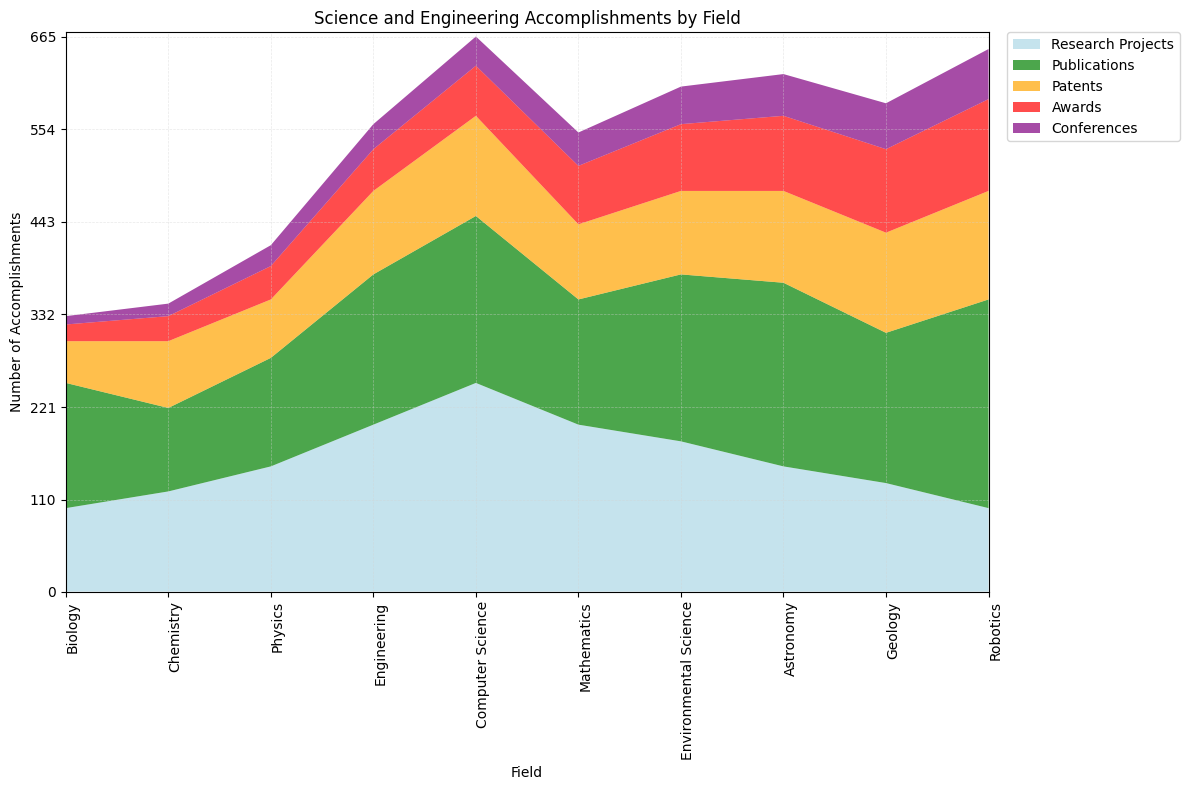 Science and Engineering Accomplishments by Field
Research Projects
Publications
Patents
Awards
Conferences
Number of Accomplishments
665
554
443
332
221
110
0
Biology
Chemistry
Physics
Engineering
Computer Science
Mathematics
Environmental Science
Astronomy
Geology
Robotics
Field